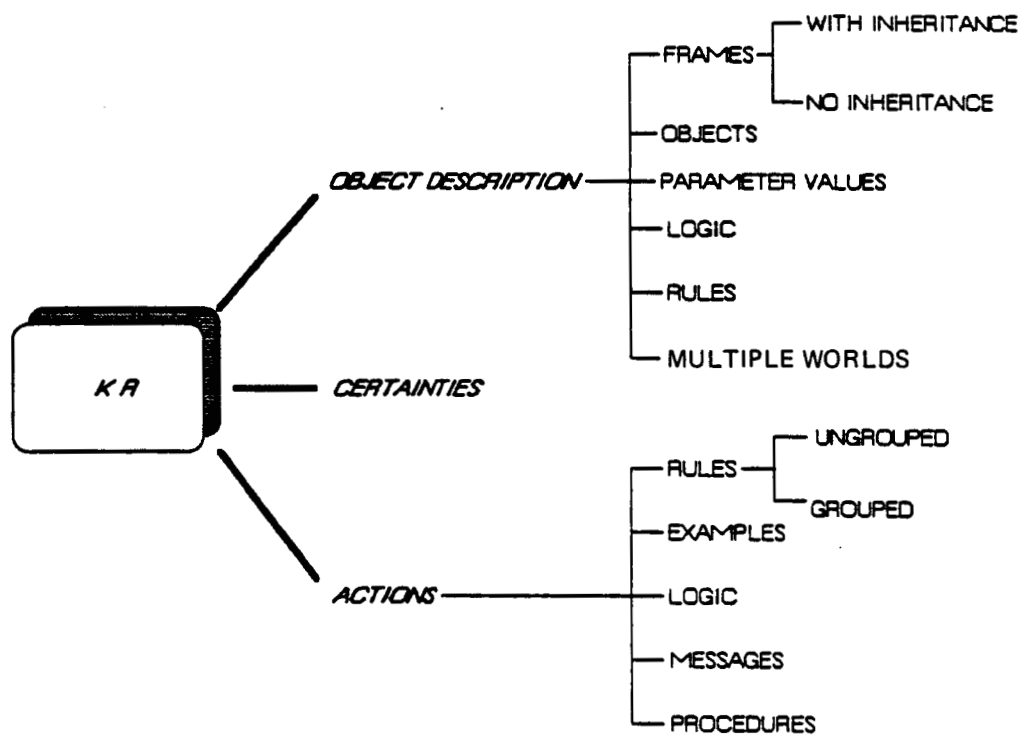 WITH INHERITANCE
FRAMES
NO INHERITANCE
OBJECTS
OBJECT DESCRIPTION
PARAMETER VALUES
LOGIC
RULES
MULTIPLE WORLDS
K R
CERTAINTIES
UNGROUPED
RULES
GROUPED
EXAMPLES
ACTIONS
LOGIC
MESSAGES
PROCEDURES